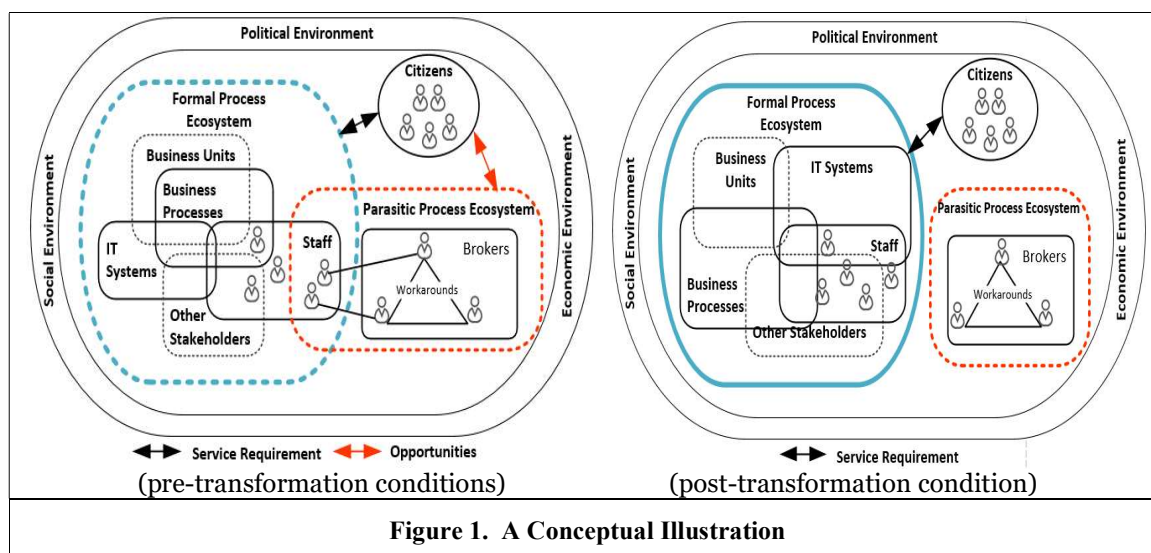 Political Environment
Citizens
Formal Process
Ecosystem
Business Units
Business
Processes
IT
Systems
Staff
Other
Stakeholders
Parasitic Process Ecosystem
Brokers
Workarounds
Social Environment
Economic Environment
Service Requirement
Opportunities
(pre-transformation conditions)
Political Environment
Citizens
Formal Process
Ecosystem
Business
Units
IT Systems
Staff
Business
Processes
Other Stakeholders
Parasitic Process Ecosystem
Brokers
Workarounds
Social Environment
Economic Environment
Service Requirement
(post-transformation condition)
Figure 1. A Conceptual Illustration